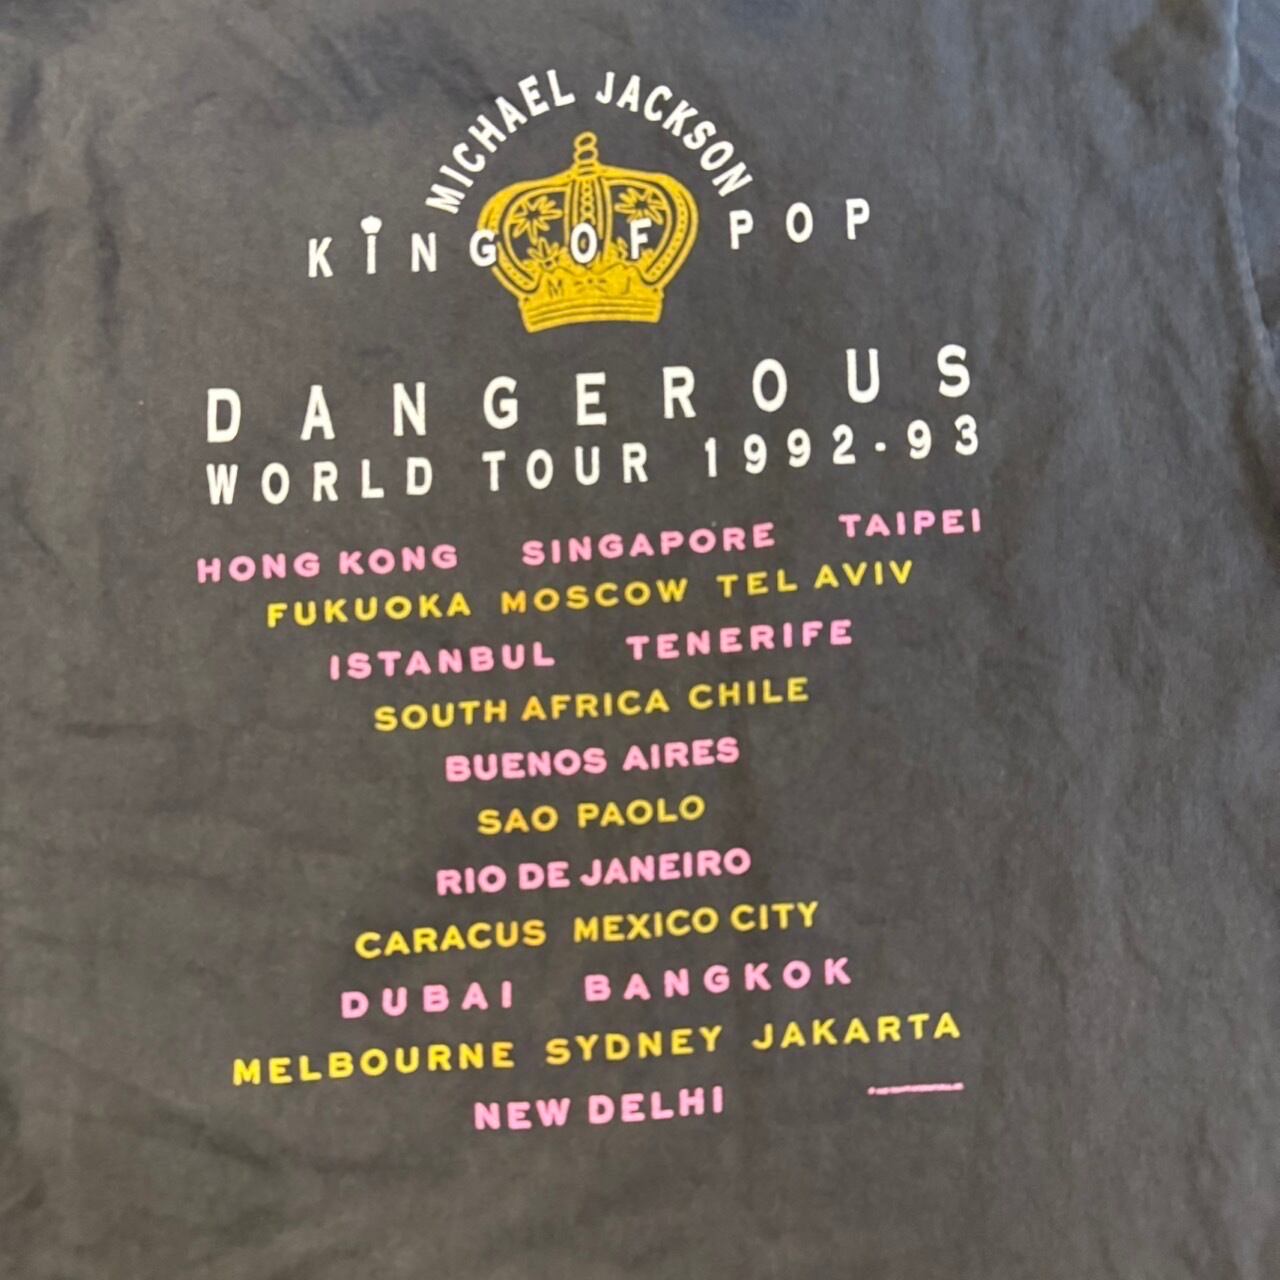 MICHAEL JACKSON
KING OF POP
M J
DANGEROUS
WORLD TOUR 1992-93
HONG KONG SINGAPORE TAIPEI
FUKUOKA MOSCOW TEL AVIV
ISTANBUL TENERIFE
SOUTH AFRICA CHILE
BUENOS AIRES
SAO PAOLO
RIO DE JANEIRO
CARACUS MEXICO CITY
DUBAI BANGKOK
MELBOURNE SYDNEY JAKARTA
NEW DELHI